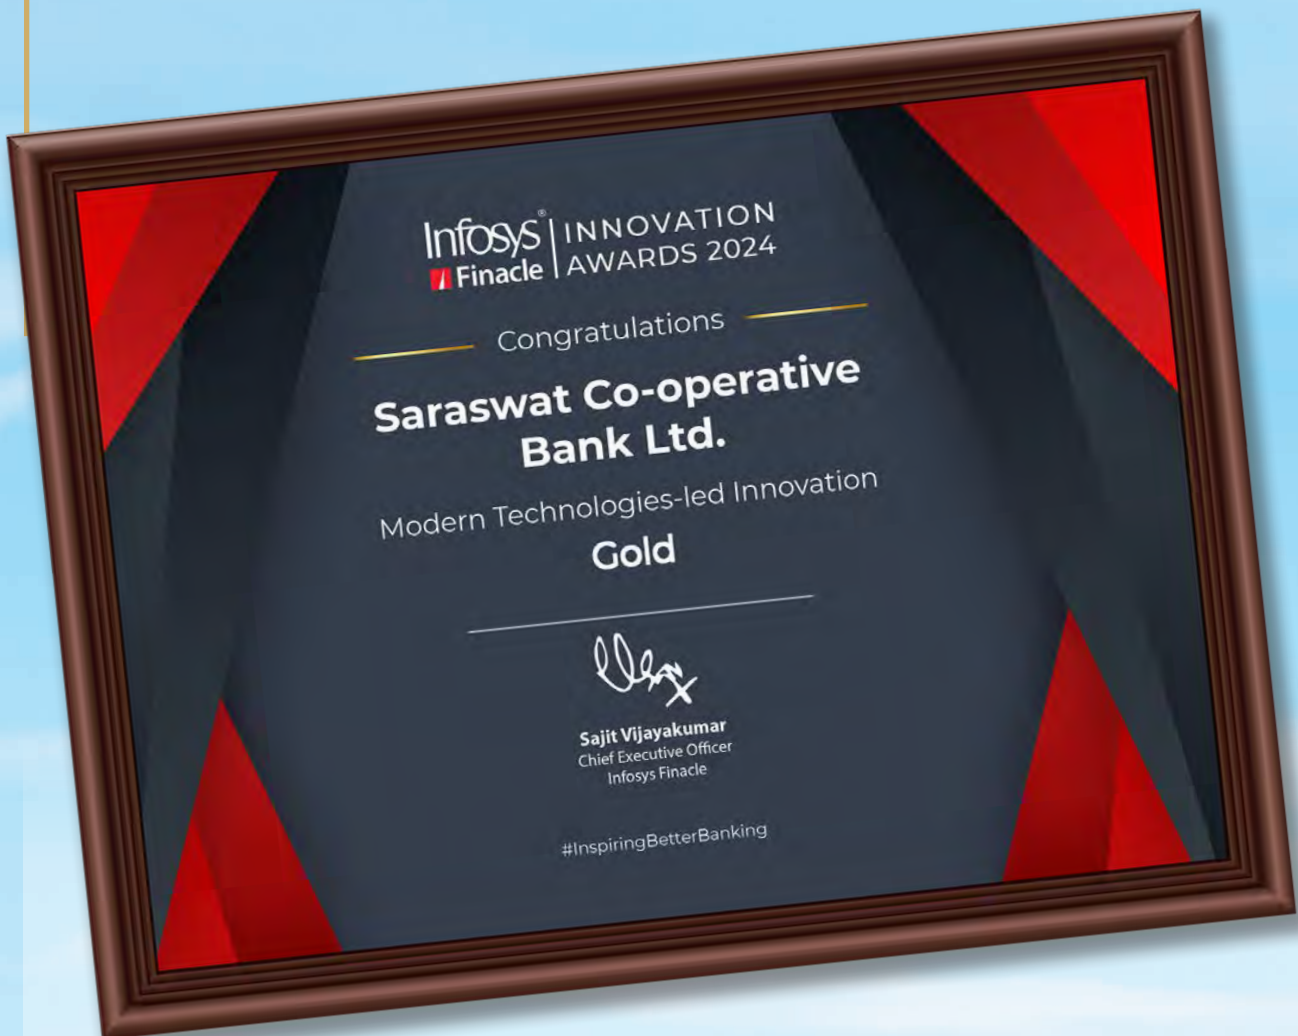 Infosys®
Finacle
INNOVATION
AWARDS 2024
Congratulations
Saraswat Co-operative
Bank Ltd.
Modern Technologies-led Innovation
Gold
Sajit Vijayakumar
Chief Executive Officer
Infosys Finacle
#InspiringBetterBanking